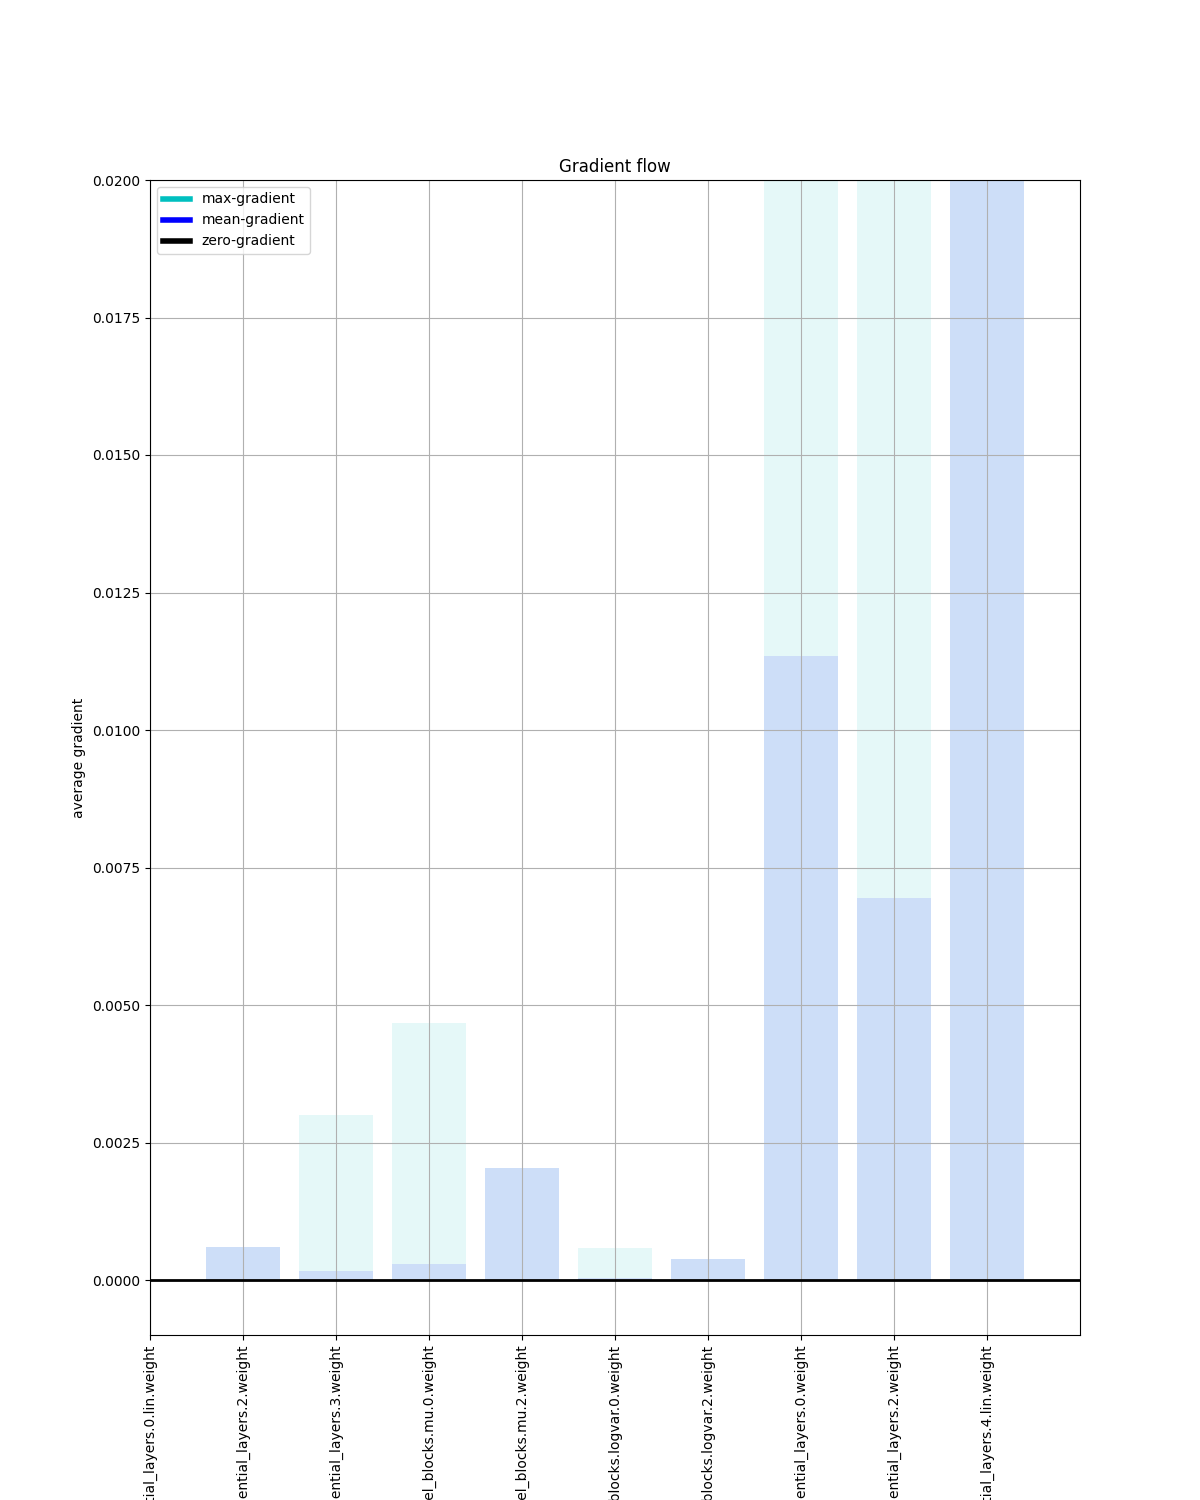 Gradient flow
max-gradient
mean-gradient
zero-gradient
0.0200
0.0175
0.0150
0.0125
0.0100
0.0075
0.0050
0.0025
0.0000
average gradient
tial_layers.0.lin.weight
ential_layers.2.weight
ential_layers.3.weight
el_blocks.mu.0.weight
el_blocks.mu.2.weight
blocks.logvar.0.weight
blocks.logvar.2.weight
ential_layers.0.weight
ential_layers.2.weight
tial_layers.4.lin.weight